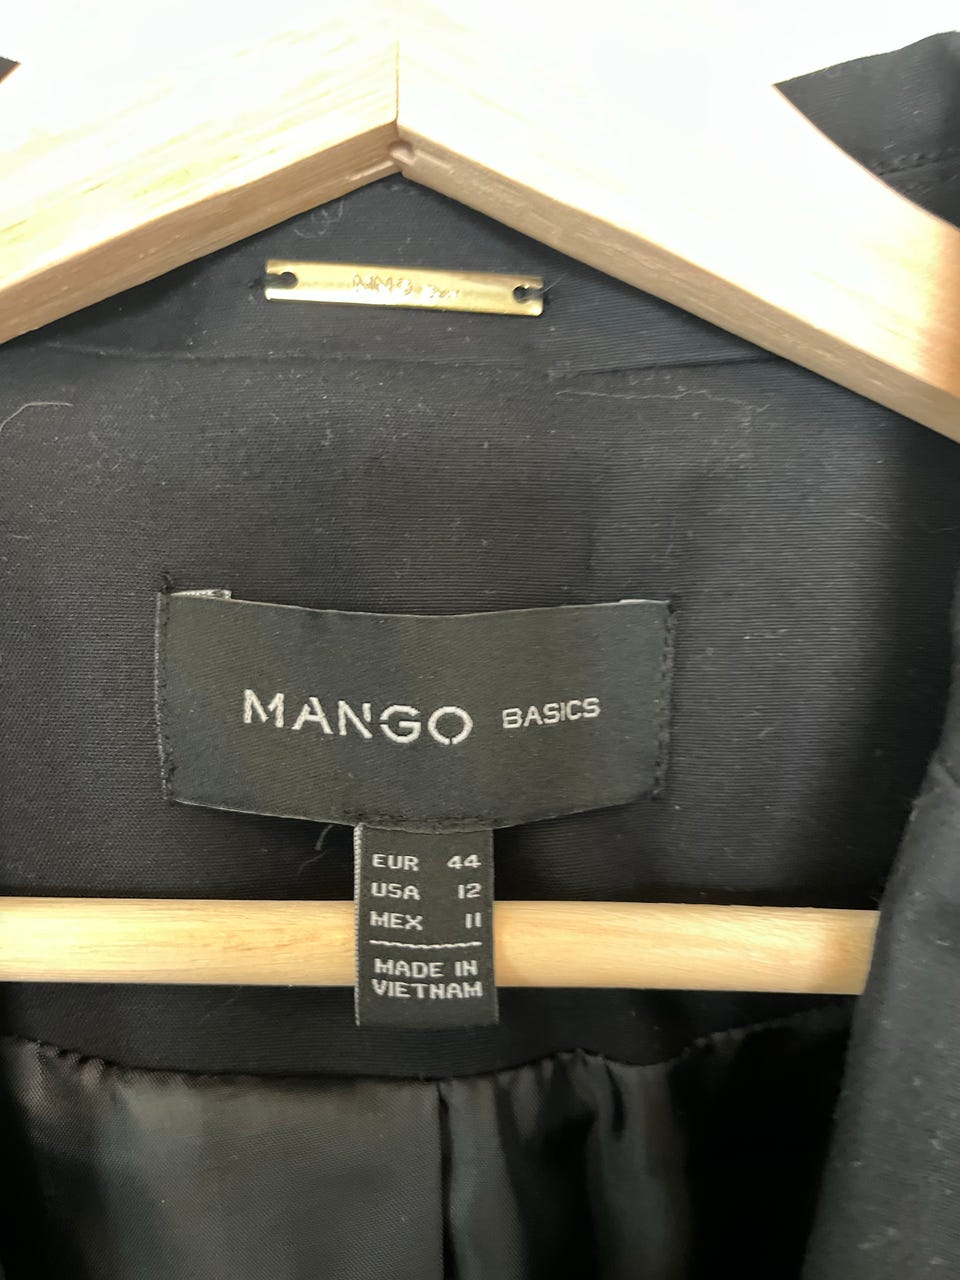 MANGO BASICS
EUR 44
USA 12
MEX 11
MADE IN
VIETNAM